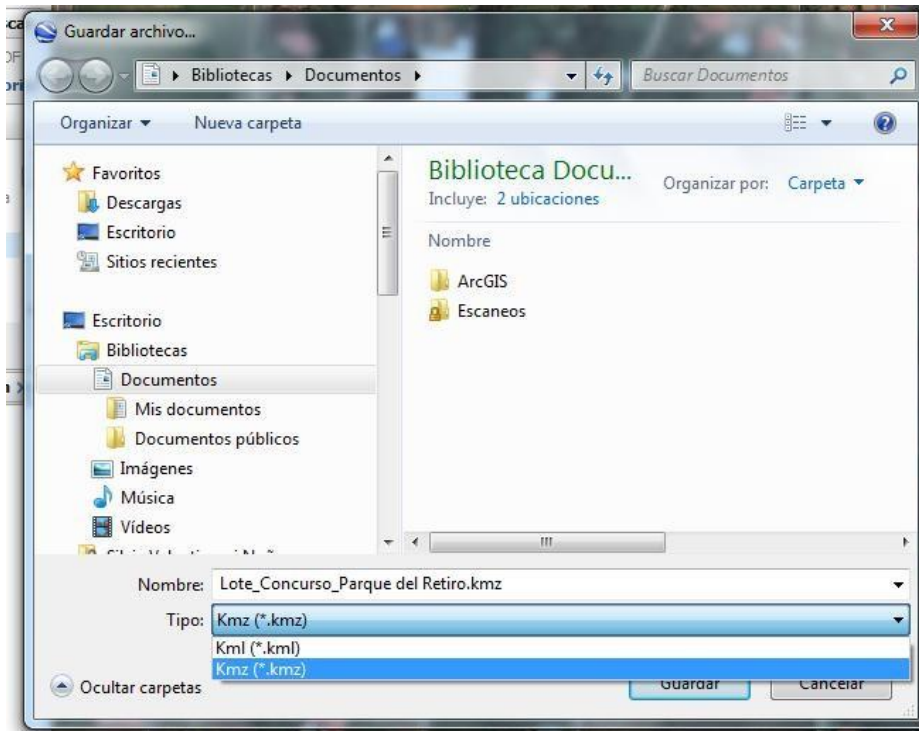 Guardar archivo...
Bibliotecas Documentos
Buscar Documentos
Organizar Nueva carpeta
Favoritos
Descargas
Escritorio
Sitios recientes
Escritorio
Bibliotecas
Documentos
Mis documentos
Documentos públicos
Imágenes
Música
Vídeos
Biblioteca Docu...
Incluye: 2 ubicaciones
Organizar por: Carpeta
Nombre
ArcGIS
Escaneos
Nombre: Lote_Concurso_Parque del Retiro.kmz
Tipo: Kmz (*.kmz)
Kml (*.kml)
Kmz (*.kmz)
Ocultar carpetas
Guardar Cancelar